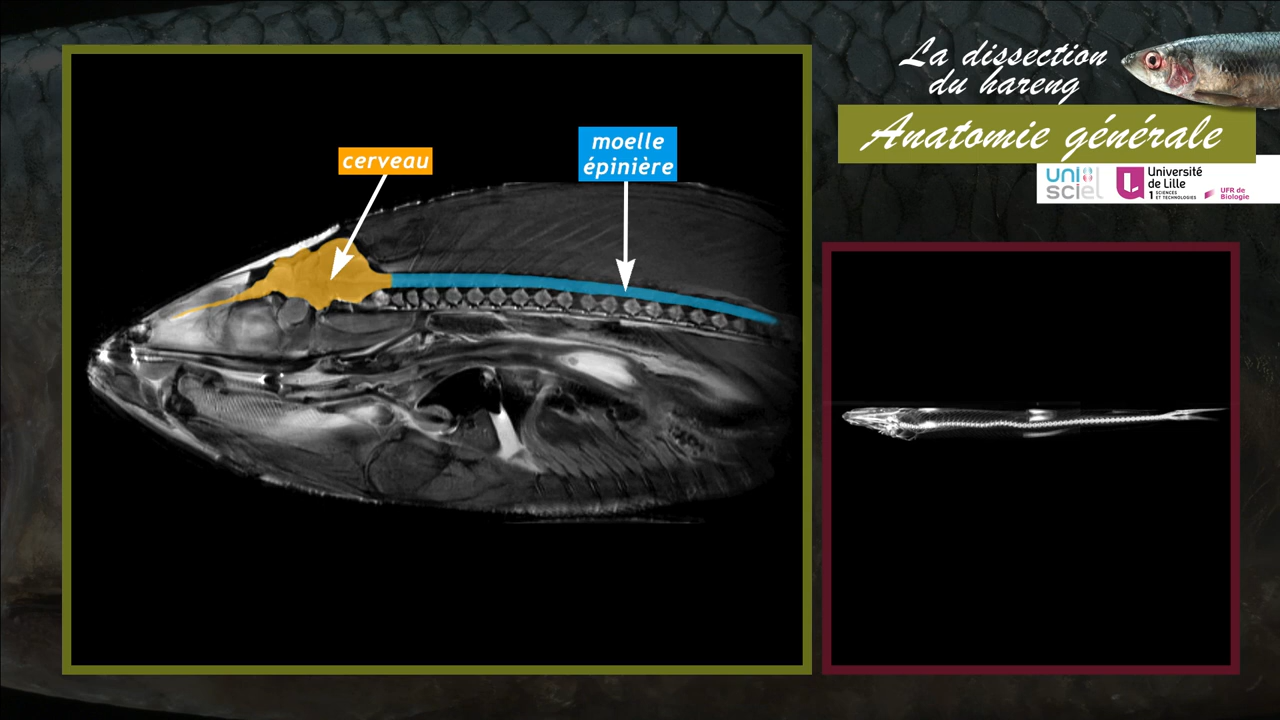 La dissection
du hareng
Anatomie générale
uni
sciel
Université
de Lille
1 SCIENCES
ET TECHNOLOGIES
UFR de
Biologie
cerveau
moelle
épinière